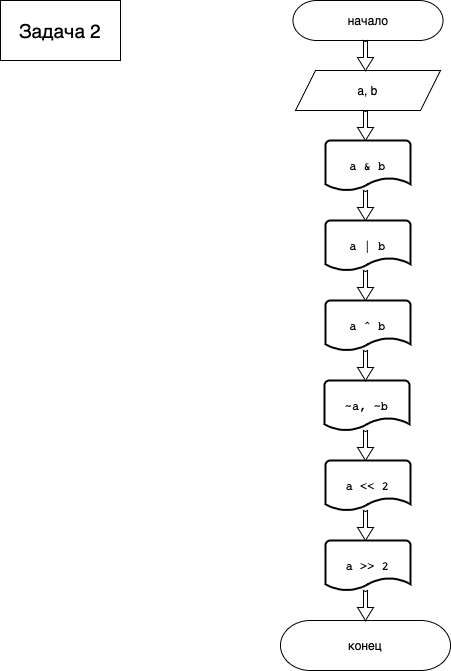 Задача 2
начало
a, b
a & b
a | b
a ^ b
~a, ~b
a << 2
a >> 2
конец